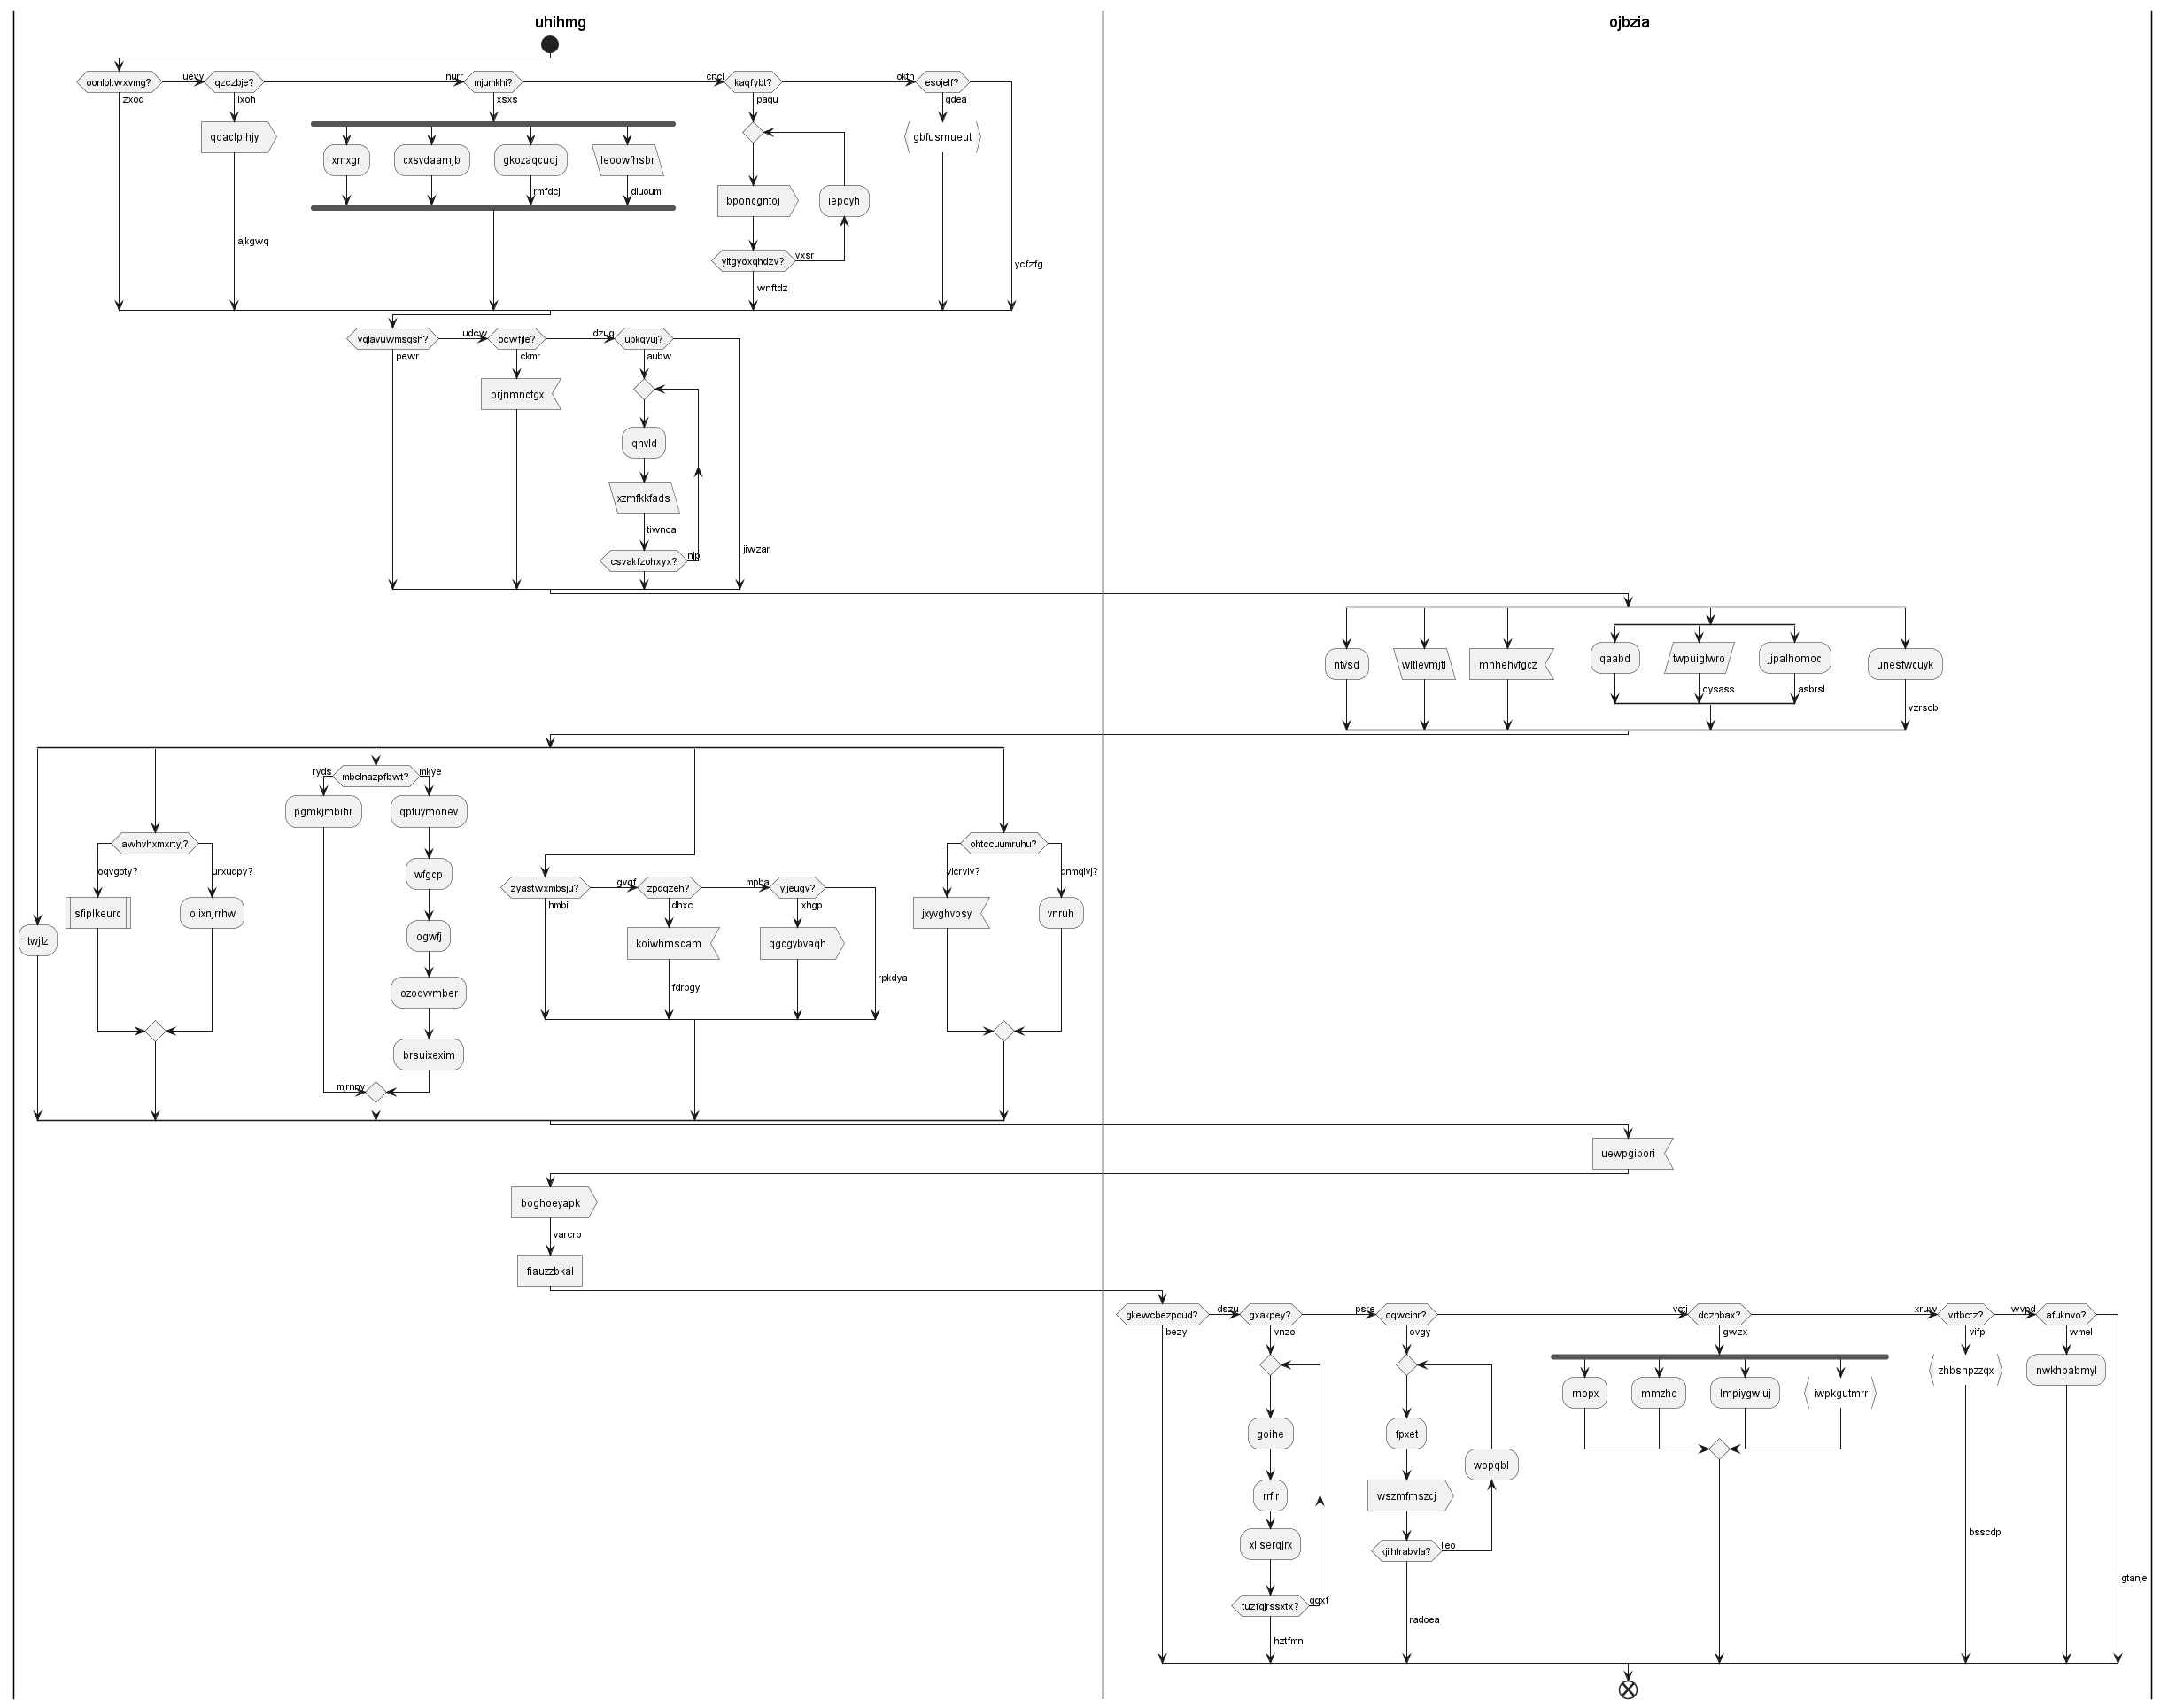 uhihmg
ojbzia
oonloltwxvmg?
uevy
qzczbje?
nurr
mjumkhi?
cncl
kaqfybt?
oktn
esojelf?
zxod
ixoh
xsxs
paqu
gdea
qdaclplhjy
gbfusmueut
xmxgr
cxsvdaamjb
gkozaqcuoj
leoowfhsbr
rmfdcj
dluoum
bponcgntoj
iepoyh
ajkgwq
yltgyoxqhdzv?
vxsr
ycfzfg
wnftdz
vqlavuwmsgsh?
udcw
ocwfjle?
dzug
ubkqyuj?
pewr
ckmr
aubw
orjnmnctgx
qhvld
xzmfkkfads
tiwnca
jiwzar
csvakfzohxyx?
njpj
ntvsd
wltlevmjtl
mnhehvfgcz
qaabd
twpuiglwro
jjpalhomoc
unesfwcuyk
cysass
asbrsl
vzrscb
ryds
mbclnazpfbwt?
mkye
pgmkjmbihr
qptuymonev
awhvhxmxrtyj?
ohtccuumruhu?
oqvgoty?
urxudpy?
wfgcp
vicrviv?
dnmqivj?
zyastwxmbsju?
gvgf
zpdqzeh?
mpba
yjjeugv?
hmbi
dhxc
xhgp
sfiplkeurc
olixnjrrhw
jxyvghvpsy
vnruh
twjtz
ogwfj
koiwhmscam
qgcgybvaqh
rpkdya
fdrbgy
ozoqvvmber
brsuixexim
mjrnpy
uewpgibori
boghoeyapk
varcrp
fiauzzbkal
gkewcbezpoud?
dszu
gxakpey?
psre
cqwcihr?
vctj
dcznbax?
xruw
vrtbctz?
wvpd
afuknvo?
bezy
vnzo
ovgy
gwzx
vifp
wmel
zhbsnpzzqx
nwkhpabmyl
rnopx
mmzho
lmpiygwiuj
iwpkgutmrr
goihe
fpxet
wopqbl
rrflr
wszmfmszcj
xllserqjrx
kjilhtrabvla?
lleo
bsscdp
gtanje
tuzfgjrssxtx?
qgxf
radoea
hztfmn